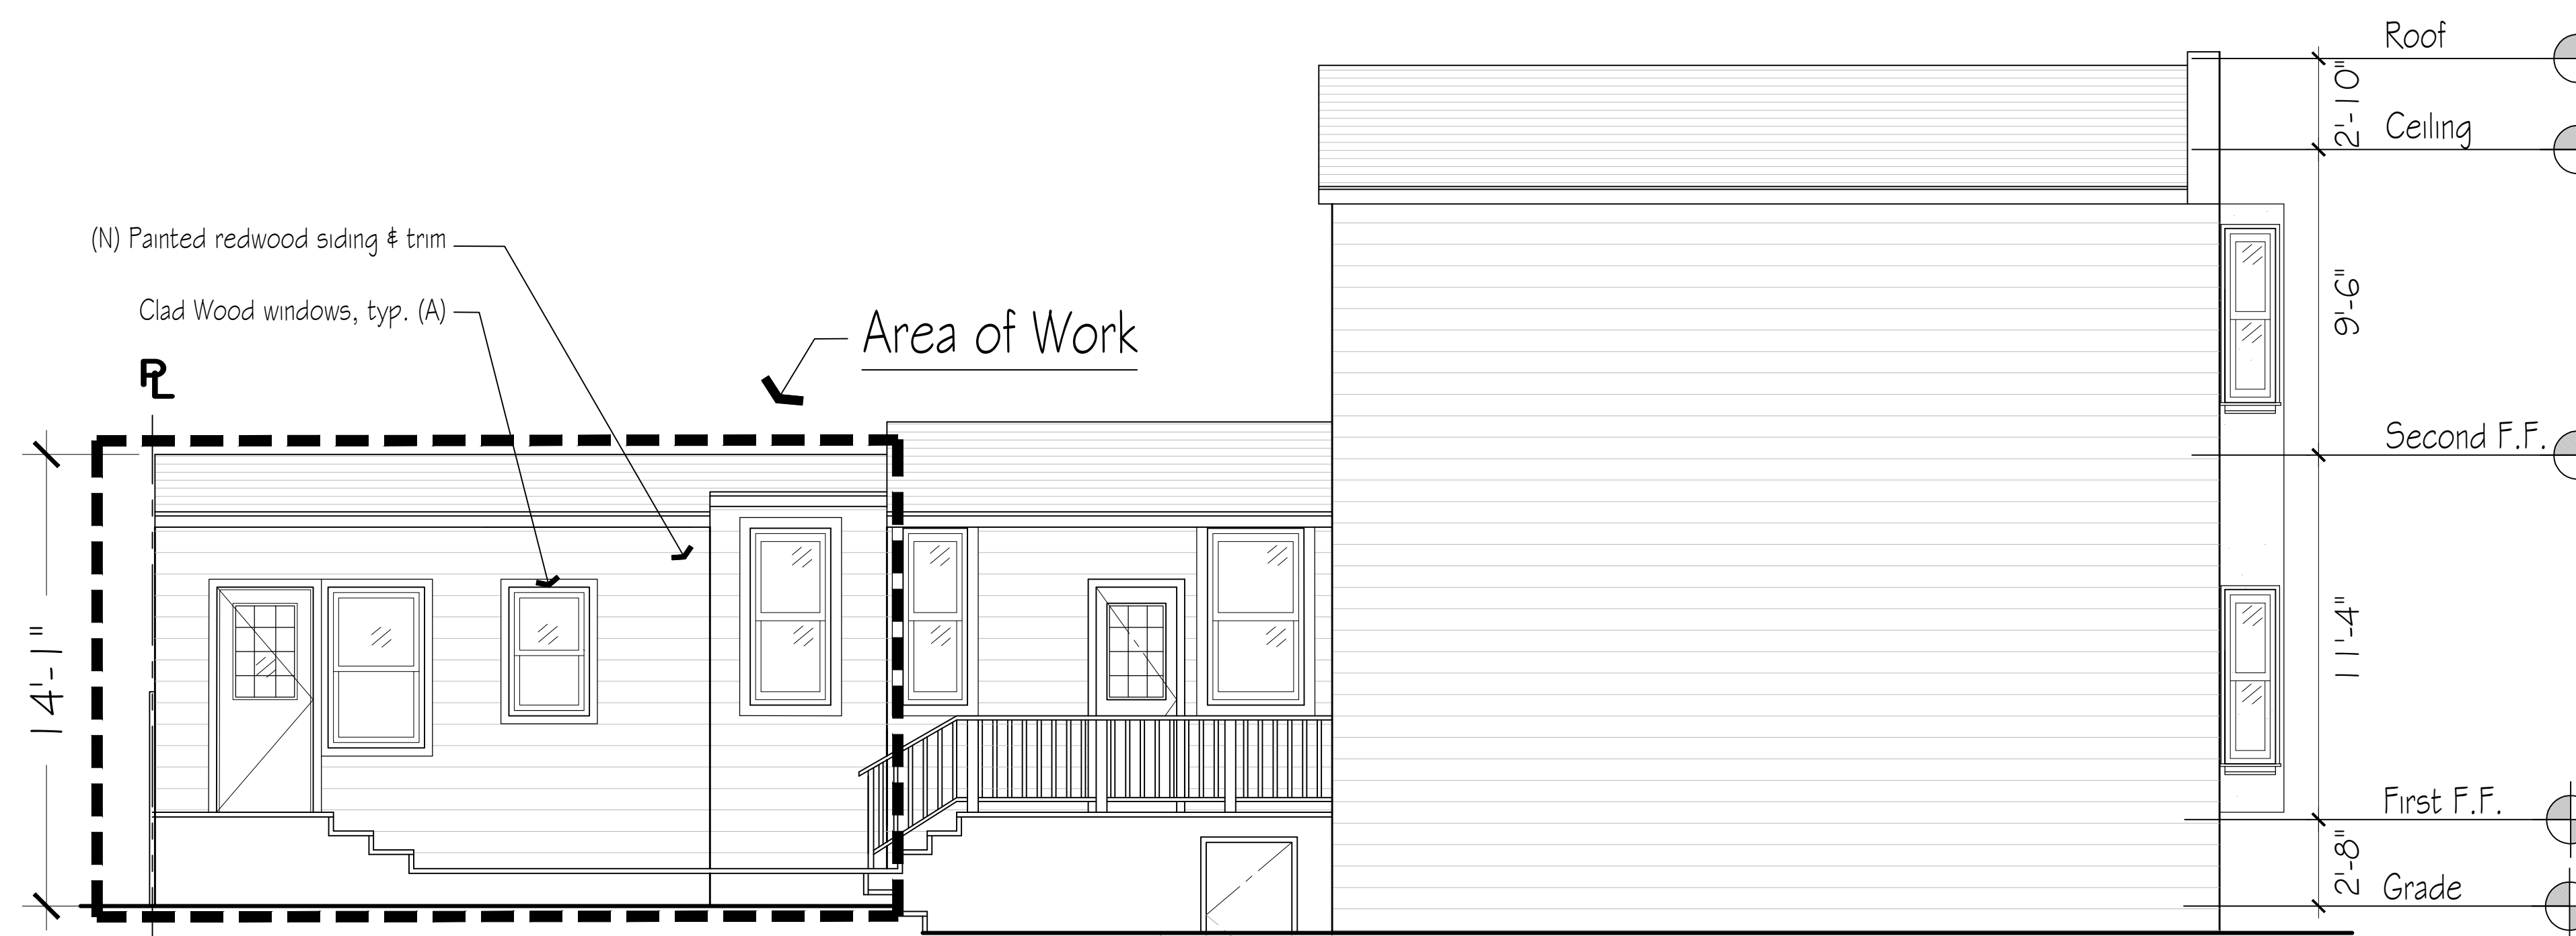 Roof
2'-10"
Ceiling
(N) Painted redwood siding & trim
9'-6"
Clad Wood windows, typ. (A)
Area of Work
PL
Second F.F.
14'-1"
11'-4"
First F.F.
2'-8"
Grade